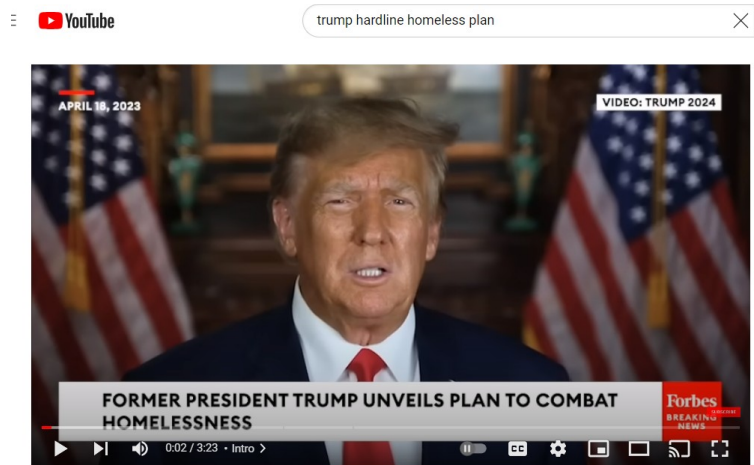 YouTube
trump hardline homeless plan
APRIL 18, 2023
VIDEO: TRUMP 2024
FORMER PRESIDENT TRUMP UNVEILS PLAN TO COMBAT
HOMELESSNESS
Forbes
BREAKING
SUBSCRIBE
NEWS
0:02 / 3:23 • Intro >
CC